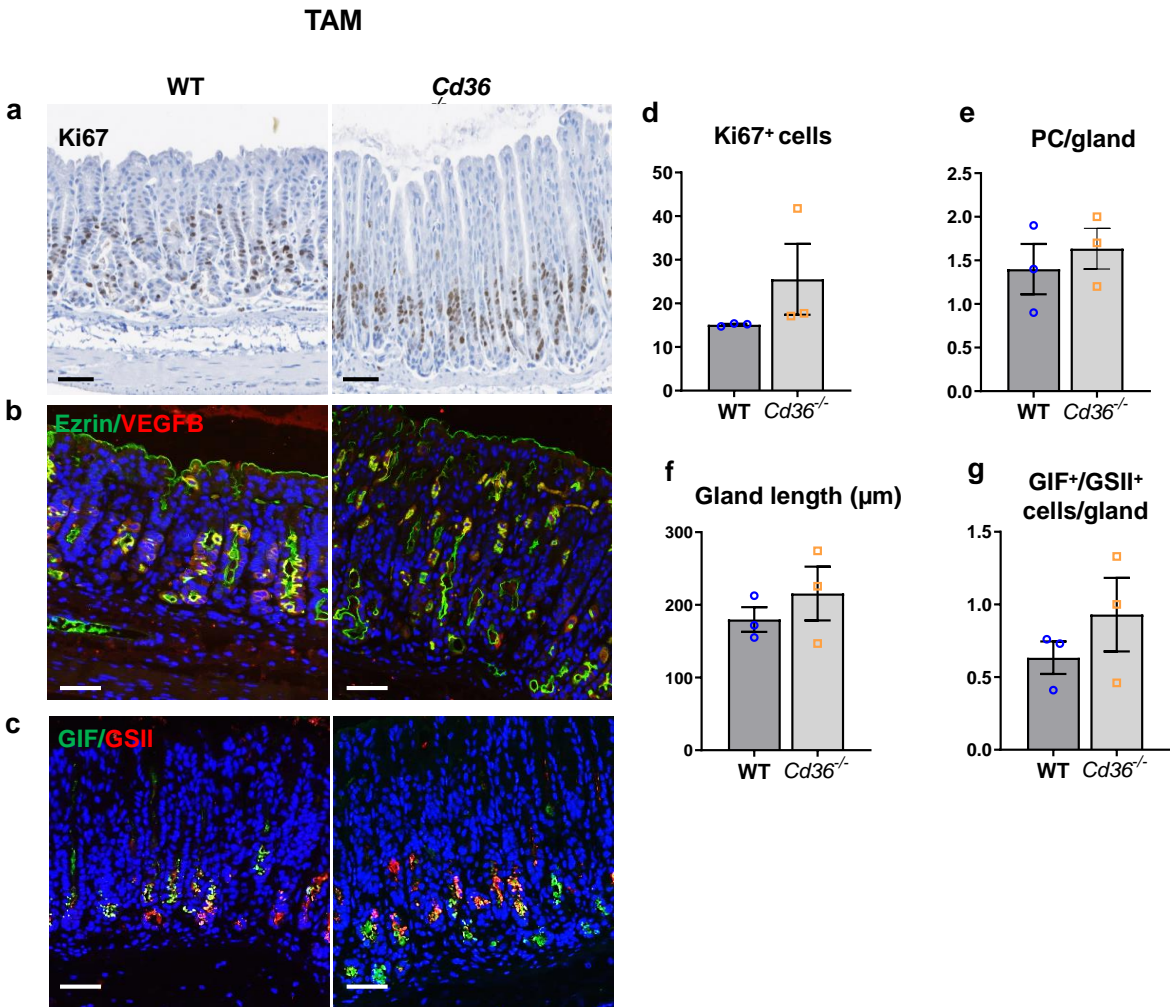 TAM
WT
Cd36
-/-
a
Ki67
b
Ezrin/VEGFB
c
GIF/GSII
d
Ki67⁺ cells
50
40
30
20
10
0
WT Cd36⁻/⁻
e
PC/gland
2.5
2.0
1.5
1.0
0.5
0.0
WT Cd36⁻/⁻
f
Gland length (µm)
300
200
100
0
WT Cd36⁻/⁻
g
GIF⁺/GSII⁺
cells/gland
1.5
1.0
0.5
0.0
WT Cd36⁻/⁻